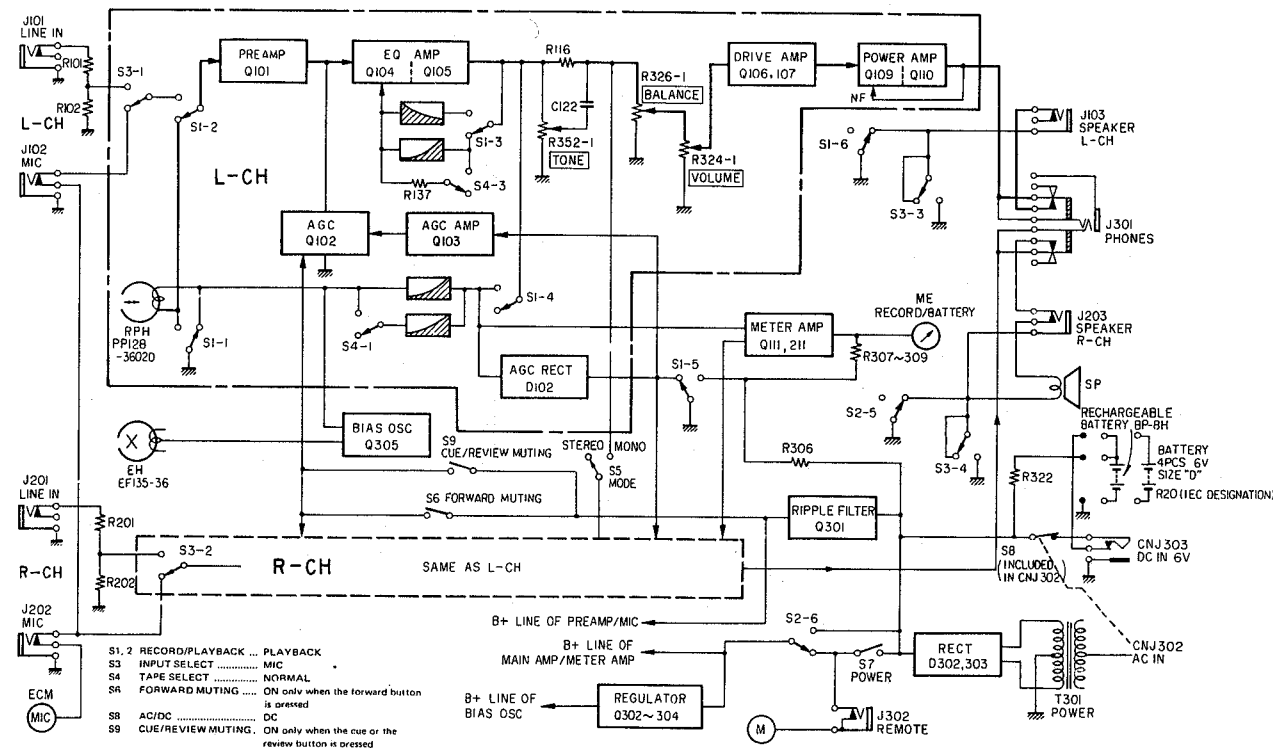 J101
LINE IN
R101
R102
L-CH
J102
MIC
S3-1
S1-2
PREAMP
Q101
EQ AMP
Q104 Q105
S1-3
S4-3
R137
R116
C122
R352-1
TONE
R326-1
BALANCE
R324-1
VOLUME
DRIVE AMP
Q106,107
POWER AMP
Q109 Q110
NF
L-CH
AGC
Q102
AGC AMP
Q103
S1-6
S3-3
J103
SPEAKER
L-CH
J301
PHONES
RPH
PP128
-3602D
S1-1
S4-1
S1-4
AGC RECT
D102
METER AMP
Q111, 211
ME
RECORD/BATTERY
R307~309
S1-5
J203
SPEAKER
R-CH
SP
S2-5
S3-4
EH
EF135-36
BIAS OSC
Q305
S9
CUE/REVIEW MUTING
S6 FORWARD MUTING
STEREO
MONO
S5
MODE
R306
RIPPLE FILTER
Q301
R322
RECHARGEABLE
BATTERY BP-8H
BATTERY
4PCS 6V
SIZE "D"
R20 (IEC DESIGNATION)
S8
(INCLUDED
IN CNJ302)
CNJ303
DC IN 6V
J201
LINE IN
R201
R202
R-CH
J202
MIC
S3-2
R-CH
SAME AS L-CH
ECM
MIC
B+ LINE OF PREAMP/MIC
B+ LINE OF
MAIN AMP/METER AMP
B+ LINE OF
BIAS OSC
REGULATOR
Q302~304
S2-6
S7
POWER
M
J302
REMOTE
RECT
D302,303
T301
POWER
CNJ302
AC IN
S1, 2 RECORD/PLAYBACK ... PLAYBACK
S3 INPUT SELECT ............. MIC
S4 TAPE SELECT .............. NORMAL
S6 FORWARD MUTING ..... ON only when the forward button
is pressed
S8 AC/DC ........................ DC
S9 CUE/REVIEW MUTING. ON only when the cue or the
review button is pressed